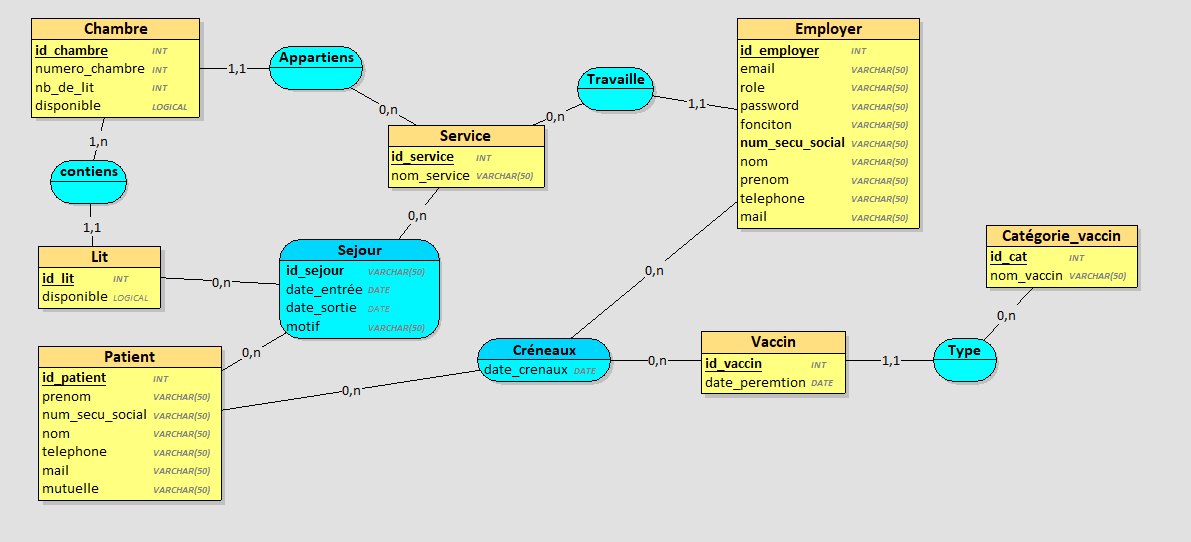 Chambre
id_chambre INT
numero_chambre INT
nb_de_lit INT
disponible LOGICAL
1,1
Appartiens
0,n
Travaille
0,n
1,1
Employer
id_employer INT
email VARCHAR(50)
role VARCHAR(50)
password VARCHAR(50)
fonciton VARCHAR(50)
num_secu_social VARCHAR(50)
nom VARCHAR(50)
prenom VARCHAR(50)
telephone VARCHAR(50)
mail VARCHAR(50)
Service
id_service INT
nom_service VARCHAR(50)
1,n
contiens
1,1
Lit
id_lit INT
disponible LOGICAL
0,n
0,n
Sejour
id_sejour VARCHAR(50)
date_entrée DATE
date_sortie DATE
motif VARCHAR(50)
0,n
0,n
Catégorie_vaccin
id_cat INT
nom_vaccin VARCHAR(50)
0,n
Patient
id_patient INT
prenom VARCHAR(50)
num_secu_social VARCHAR(50)
nom VARCHAR(50)
telephone VARCHAR(50)
mail VARCHAR(50)
mutuelle VARCHAR(50)
0,n
Créneaux
date_crenaux DATE
0,n
Vaccin
id_vaccin INT
date_peremtion DATE
1,1
Type